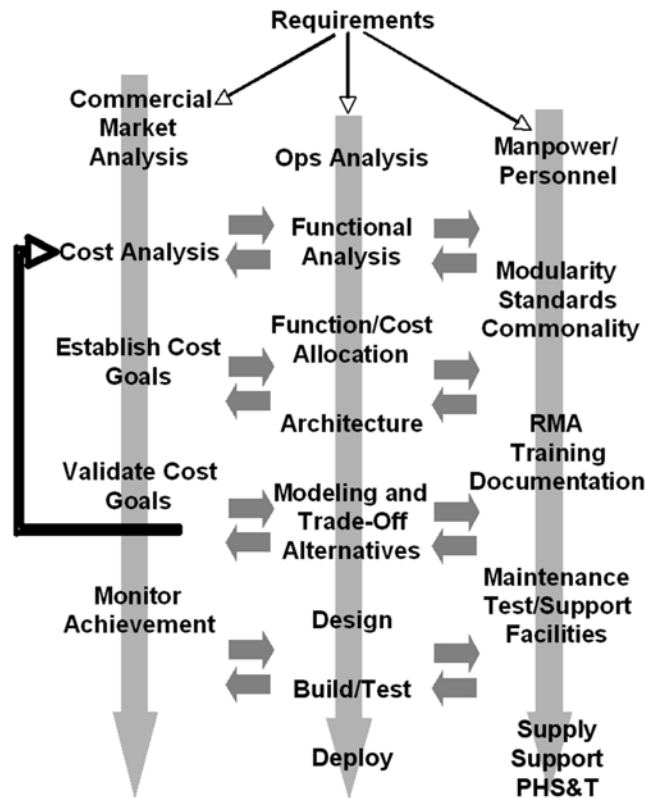 Requirements
Commercial
Market
Analysis
Cost Analysis
Establish Cost
Goals
Validate Cost
Goals
Monitor
Achievement
Ops Analysis
Functional
Analysis
Function/Cost
Allocation
Architecture
Modeling and
Trade-Off
Alternatives
Design
Build/Test
Deploy
Manpower/
Personnel
Modularity
Standards
Commonality
RMA
Training
Documentation
Maintenance
Test/Support
Facilities
Supply
Support
PHS&T